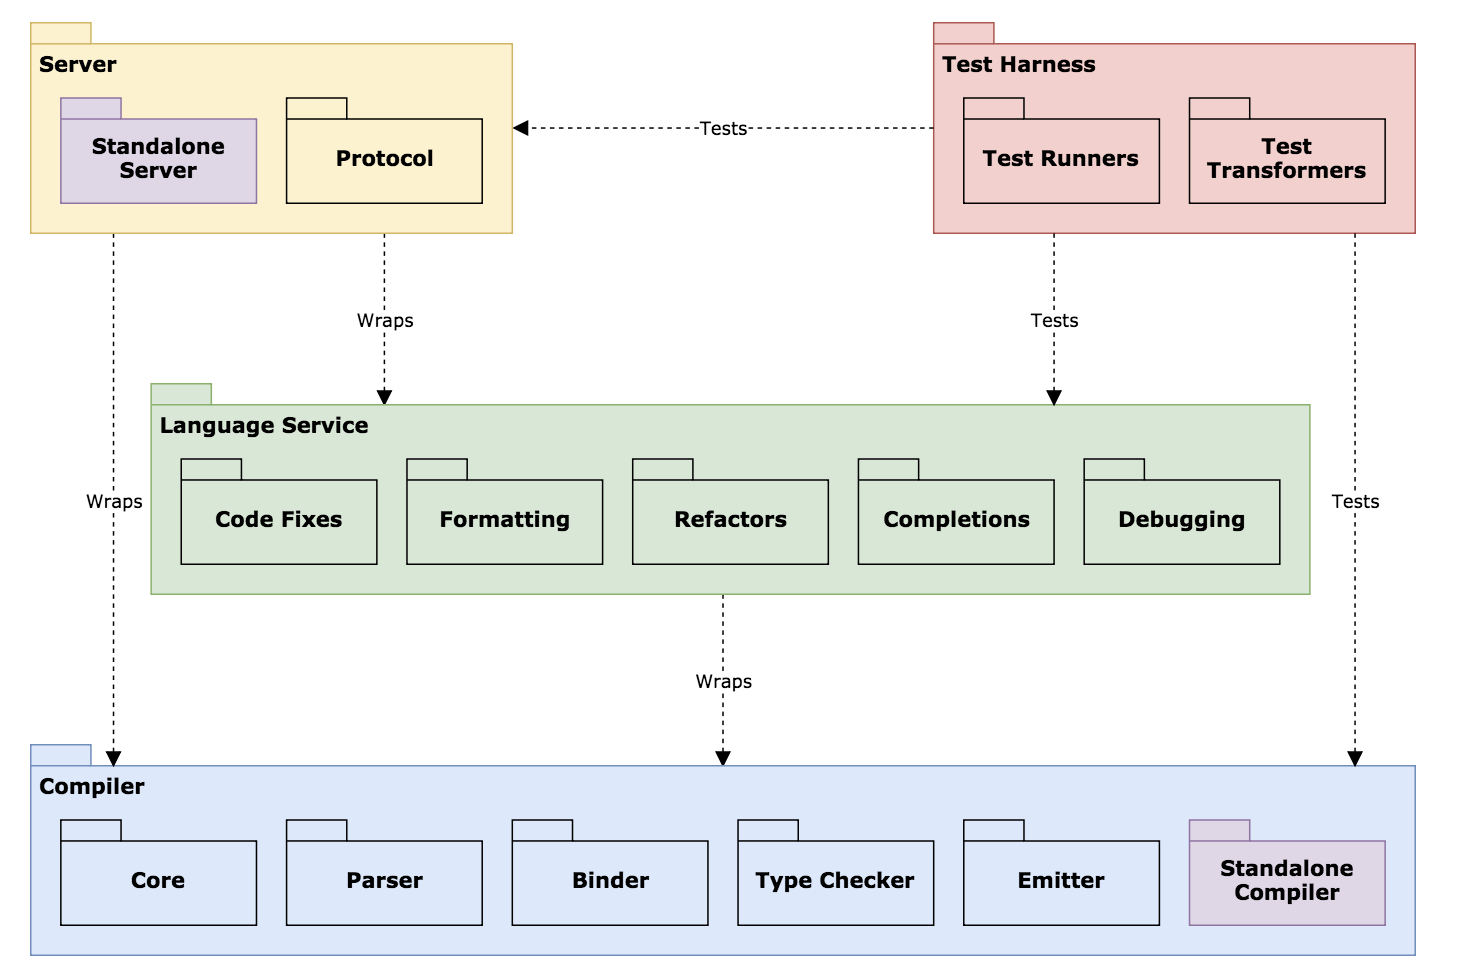 Server
Standalone
Server
Protocol
Tests
Test Harness
Test Runners
Test
Transformers
Wraps
Tests
Language Service
Code Fixes
Formatting
Refactors
Completions
Debugging
Wraps
Tests
Wraps
Compiler
Core
Parser
Binder
Type Checker
Emitter
Standalone
Compiler